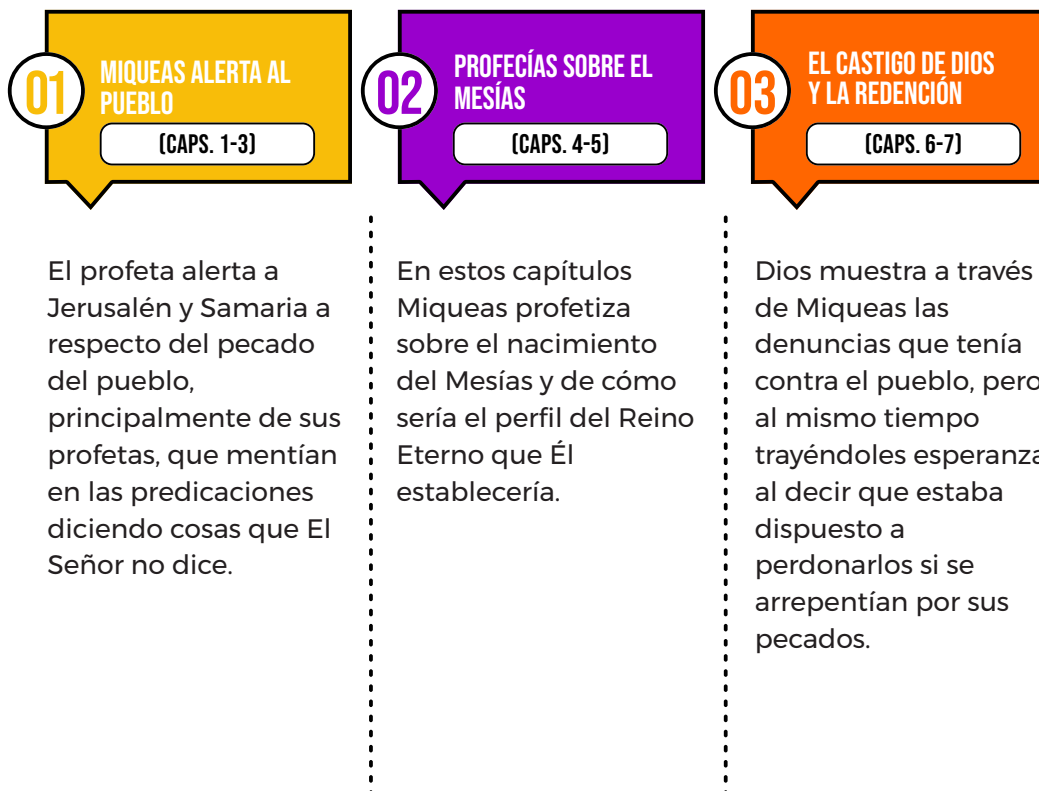 01
MIQUEAS ALERTA AL
PUEBLO
(CAPS. 1-3)
El profeta alerta a
Jerusalén y Samaria a
respecto del pecado
del pueblo,
principalmente de sus
profetas, que mentían
en las predicaciones
diciendo cosas que El
Señor no dice.
02
PROFECÍAS SOBRE EL
MESÍAS
(CAPS. 4-5)
En estos capítulos
Miqueas profetiza
sobre el nacimiento
del Mesías y de cómo
sería el perfil del Reino
Eterno que Él
establecería.
03
EL CASTIGO DE DIOS
Y LA REDENCIÓN
(CAPS. 6-7)
Dios muestra a través
de Miqueas las
denuncias que tenía
contra el pueblo, pero
al mismo tiempo
trayéndoles esperanza
al decir que estaba
dispuesto a
perdonarlos si se
arrepentían por sus
pecados.